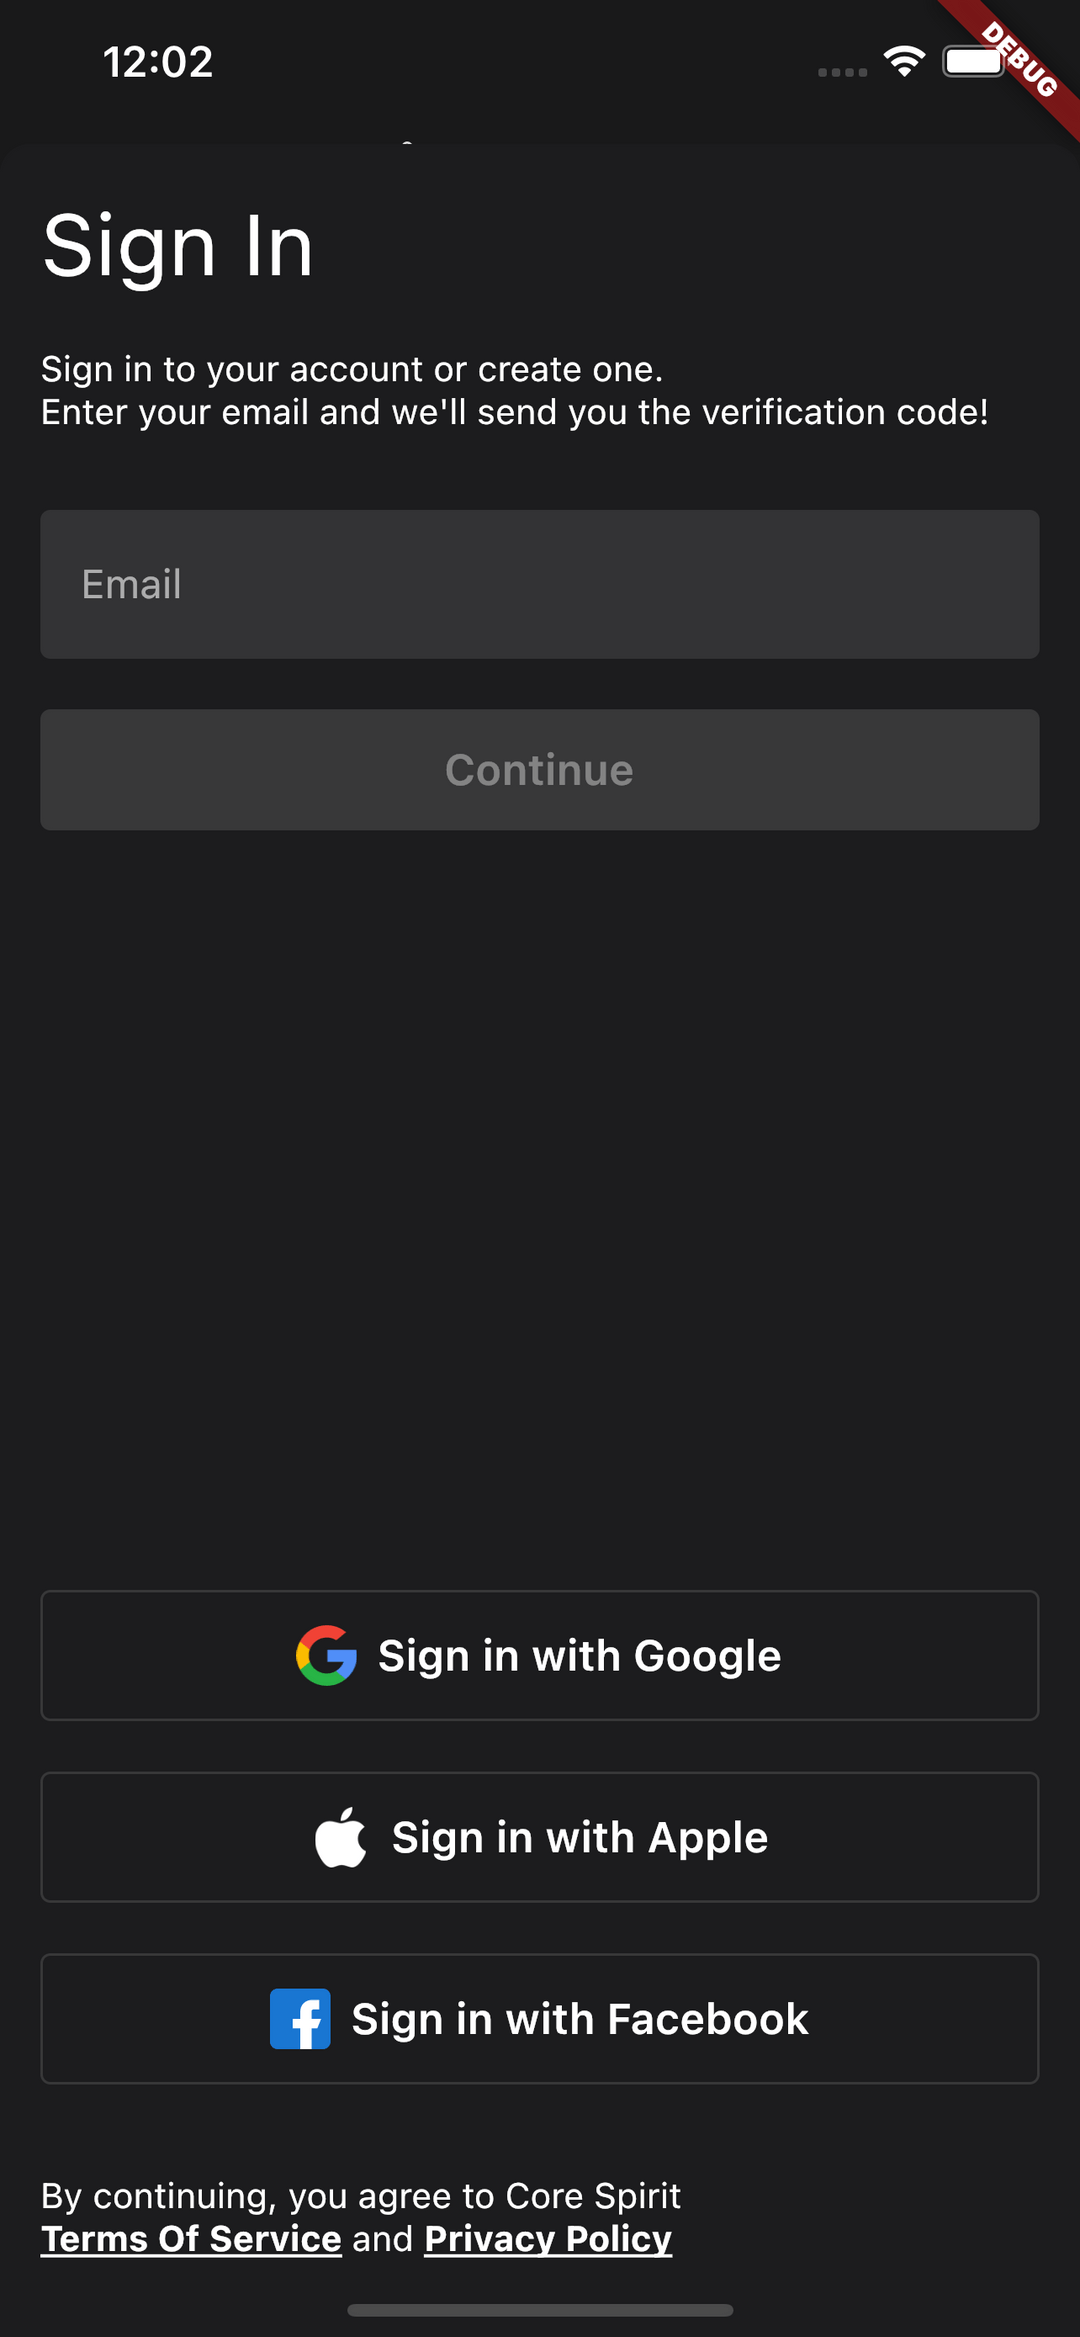 12:02
DEBUG
Sign In
Sign in to your account or create one.
Enter your email and we'll send you the verification code!
Email
Continue
Sign in with Google
Sign in with Apple
Sign in with Facebook
By continuing, you agree to Core Spirit
Terms Of Service and Privacy Policy